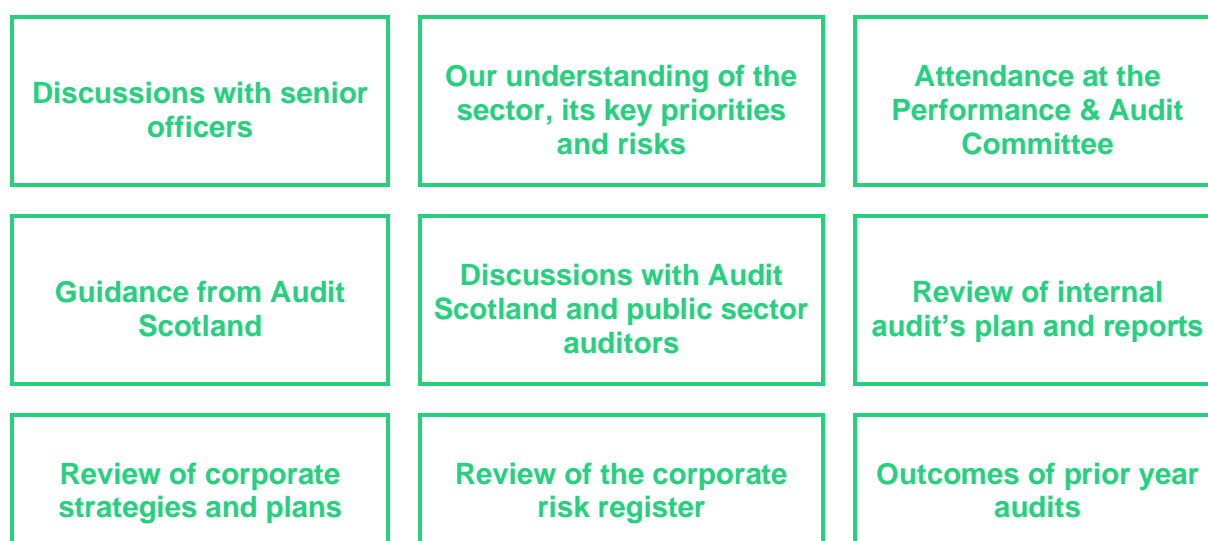 Discussions with senior
officers
Our understanding of the
sector, its key priorities
and risks
Attendance at the
Performance & Audit
Committee
Guidance from Audit
Scotland
Discussions with Audit
Scotland and public sector
auditors
Review of internal
audit’s plan and reports
Review of corporate
strategies and plans
Review of the corporate
risk register
Outcomes of prior year
audits